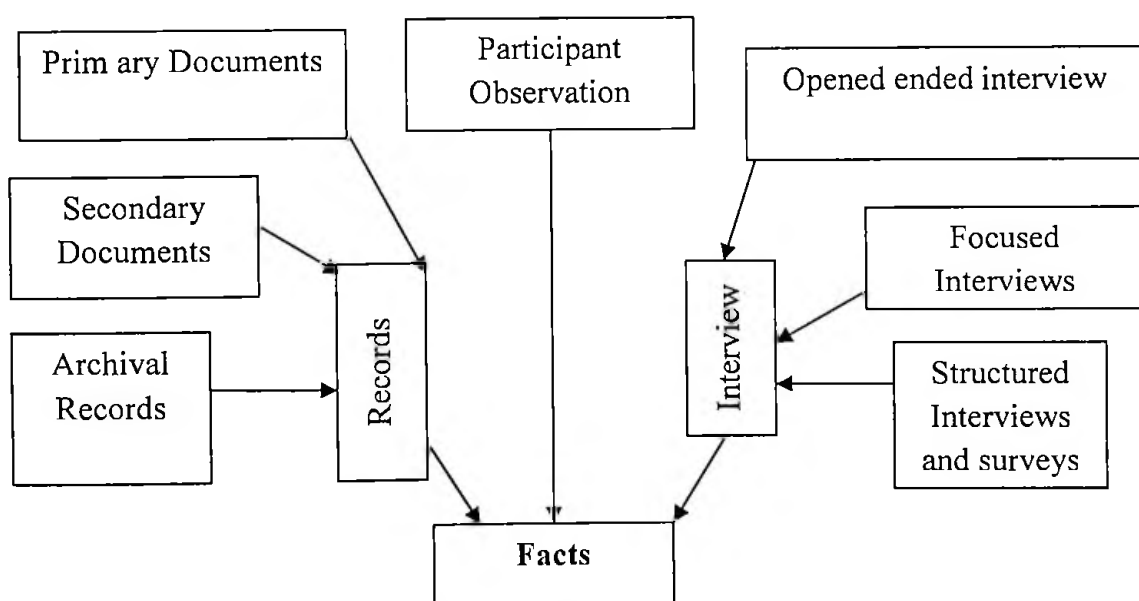 Prim ary Documents
Participant
Observation
Opened ended interview
Secondary
Documents
Focused
Interviews
Archival
Records
Records
Interview
Structured
Interviews
and surveys
Facts